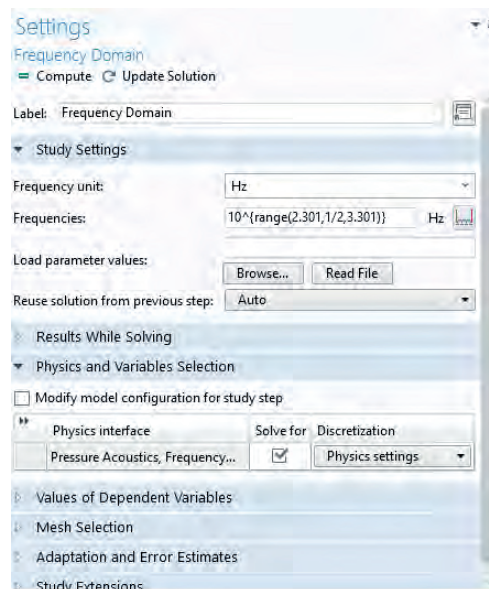 Settings
Frequency Domain
Compute Update Solution
Label: Frequency Domain
Study Settings
Frequency unit: Hz
Frequencies: 10^{range(2.301,1/2,3.301)} Hz
Load parameter values:
Browse... Read File
Reuse solution from previous step: Auto
Results While Solving
Physics and Variables Selection
Modify model configuration for study step
Physics interface Solve for Discretization
Pressure Acoustics, Frequency... Physics settings
Values of Dependent Variables
Mesh Selection
Adaptation and Error Estimates
Study Extensions